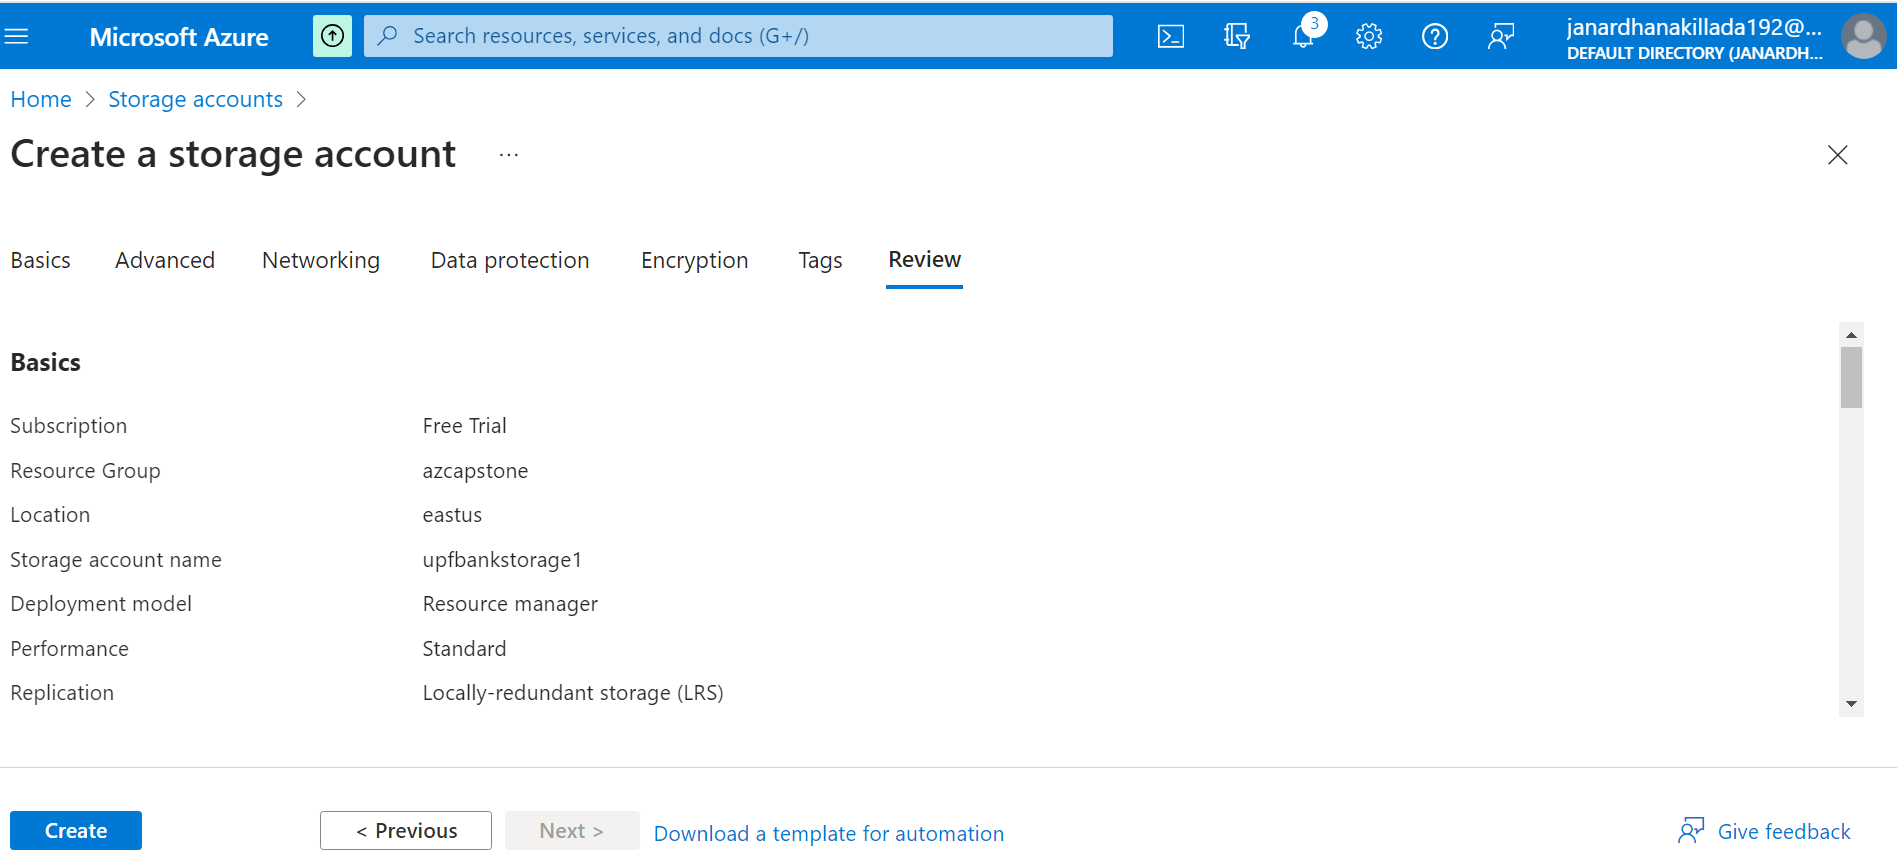 Microsoft Azure
Search resources, services, and docs (G+/)
3
janardhanakillada192@...
DEFAULT DIRECTORY (JANARDH...
Home > Storage accounts >
Create a storage account ...
Basics Advanced Networking Data protection Encryption Tags Review
Basics
Subscription Free Trial
Resource Group azcapstone
Location eastus
Storage account name upfbankstorage1
Deployment model Resource manager
Performance Standard
Replication Locally-redundant storage (LRS)
Create < Previous Next > Download a template for automation Give feedback